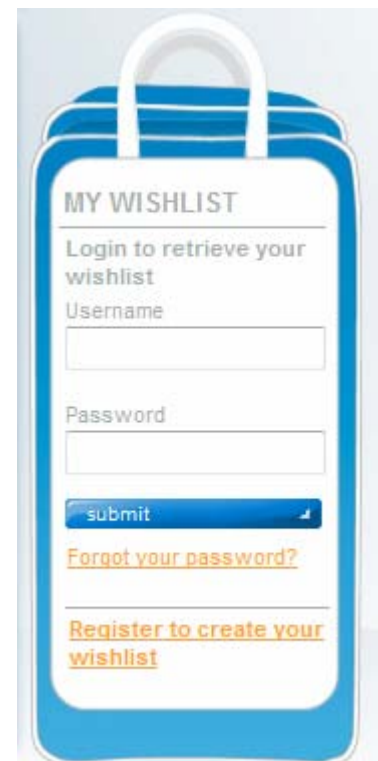 MY WISHLIST
Login to retrieve your
wishlist
Username
Password
submit
Forgot your password?
Register to create your
wishlist